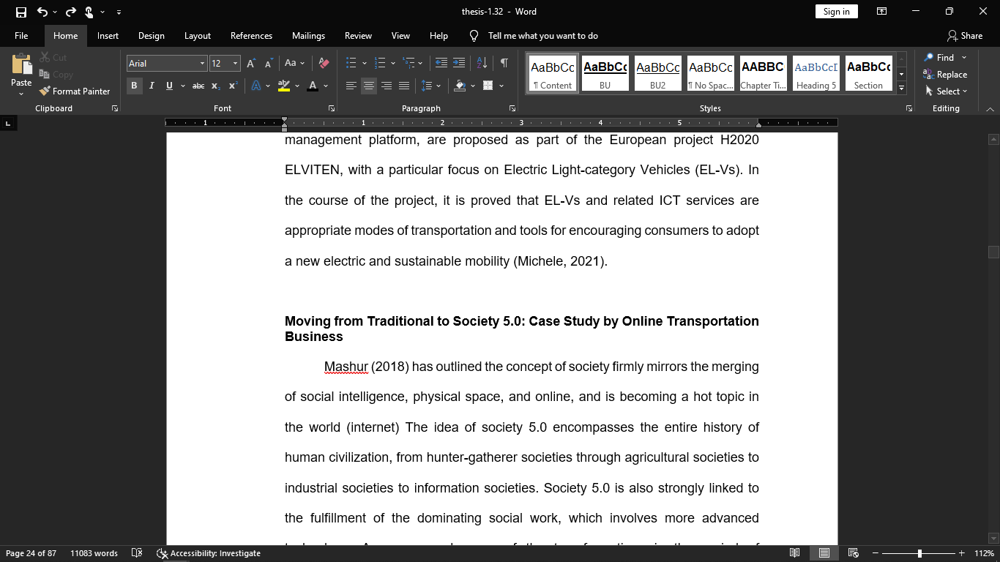 thesis-1.32 - Word
Sign in
File Home Insert Design Layout References Mailings Review View Help Tell me what you want to do Share
Paste
Cut
Copy
Format Painter
Clipboard
Arial 12
Font
Paragraph
AaBbCc ¶ Content
AaBbCc BU
AaBbCc BU2
AaBbCc ¶ No Spac...
AABBC Chapter Ti...
AaBbCcD Heading 5
AaBbCc Section
Styles
Find
Replace
Select
Editing
1 1 2 3 4 5
management platform, are proposed as part of the European project H2020
ELVITEN, with a particular focus on Electric Light-category Vehicles (EL-Vs). In
the course of the project, it is proved that EL-Vs and related ICT services are
appropriate modes of transportation and tools for encouraging consumers to adopt
a new electric and sustainable mobility (Michele, 2021).
Moving from Traditional to Society 5.0: Case Study by Online Transportation
Business
Mashur (2018) has outlined the concept of society firmly mirrors the merging
of social intelligence, physical space, and online, and is becoming a hot topic in
the world (internet) The idea of society 5.0 encompasses the entire history of
human civilization, from hunter-gatherer societies through agricultural societies to
industrial societies to information societies. Society 5.0 is also strongly linked to
the fulfillment of the dominating social work, which involves more advanced
Page 24 of 87 11083 words Accessibility: Investigate 112%